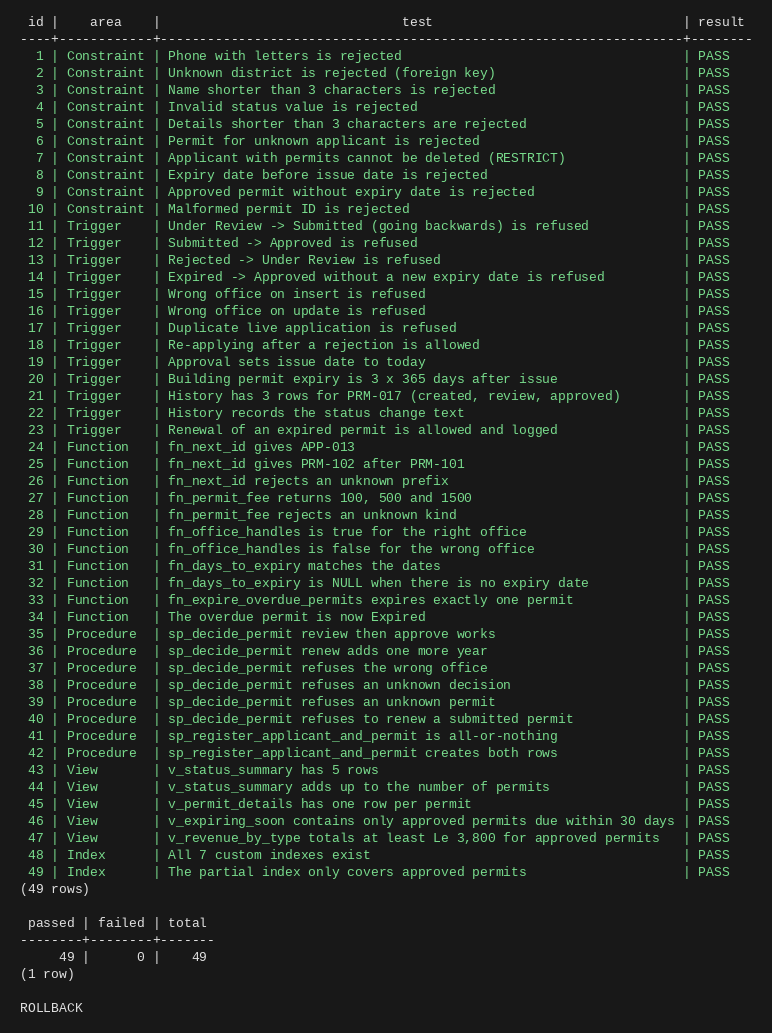 id |    area    |                               test                                | result
----+------------+-------------------------------------------------------------------+--------
  1 | Constraint | Phone with letters is rejected                                    | PASS
  2 | Constraint | Unknown district is rejected (foreign key)                        | PASS
  3 | Constraint | Name shorter than 3 characters is rejected                        | PASS
  4 | Constraint | Invalid status value is rejected                                  | PASS
  5 | Constraint | Details shorter than 3 characters are rejected                    | PASS
  6 | Constraint | Permit for unknown applicant is rejected                          | PASS
  7 | Constraint | Applicant with permits cannot be deleted (RESTRICT)               | PASS
  8 | Constraint | Expiry date before issue date is rejected                         | PASS
  9 | Constraint | Approved permit without expiry date is rejected                   | PASS
 10 | Constraint | Malformed permit ID is rejected                                   | PASS
 11 | Trigger    | Under Review -> Submitted (going backwards) is refused            | PASS
 12 | Trigger    | Submitted -> Approved is refused                                  | PASS
 13 | Trigger    | Rejected -> Under Review is refused                               | PASS
 14 | Trigger    | Expired -> Approved without a new expiry date is refused          | PASS
 15 | Trigger    | Wrong office on insert is refused                                 | PASS
 16 | Trigger    | Wrong office on update is refused                                 | PASS
 17 | Trigger    | Duplicate live application is refused                             | PASS
 18 | Trigger    | Re-applying after a rejection is allowed                          | PASS
 19 | Trigger    | Approval sets issue date to today                                 | PASS
 20 | Trigger    | Building permit expiry is 3 x 365 days after issue                | PASS
 21 | Trigger    | History has 3 rows for PRM-017 (created, review, approved)        | PASS
 22 | Trigger    | History records the status change text                            | PASS
 23 | Trigger    | Renewal of an expired permit is allowed and logged                | PASS
 24 | Function   | fn_next_id gives APP-013                                          | PASS
 25 | Function   | fn_next_id gives PRM-102 after PRM-101                            | PASS
 26 | Function   | fn_next_id rejects an unknown prefix                              | PASS
 27 | Function   | fn_permit_fee returns 100, 500 and 1500                           | PASS
 28 | Function   | fn_permit_fee rejects an unknown kind                             | PASS
 29 | Function   | fn_office_handles is true for the right office                    | PASS
 30 | Function   | fn_office_handles is false for the wrong office                   | PASS
 31 | Function   | fn_days_to_expiry matches the dates                               | PASS
 32 | Function   | fn_days_to_expiry is NULL when there is no expiry date            | PASS
 33 | Function   | fn_expire_overdue_permits expires exactly one permit              | PASS
 34 | Function   | The overdue permit is now Expired                                 | PASS
 35 | Procedure  | sp_decide_permit review then approve works                        | PASS
 36 | Procedure  | sp_decide_permit renew adds one more year                         | PASS
 37 | Procedure  | sp_decide_permit refuses the wrong office                         | PASS
 38 | Procedure  | sp_decide_permit refuses an unknown decision                      | PASS
 39 | Procedure  | sp_decide_permit refuses an unknown permit                        | PASS
 40 | Procedure  | sp_decide_permit refuses to renew a submitted permit              | PASS
 41 | Procedure  | sp_register_applicant_and_permit is all-or-nothing                | PASS
 42 | Procedure  | sp_register_applicant_and_permit creates both rows                | PASS
 43 | View       | v_status_summary has 5 rows                                       | PASS
 44 | View       | v_status_summary adds up to the number of permits                 | PASS
 45 | View       | v_permit_details has one row per permit                           | PASS
 46 | View       | v_expiring_soon contains only approved permits due within 30 days | PASS
 47 | View       | v_revenue_by_type totals at least Le 3,800 for approved permits   | PASS
 48 | Index      | All 7 custom indexes exist                                        | PASS
 49 | Index      | The partial index only covers approved permits                    | PASS
(49 rows)

 passed | failed | total
--------+--------+-------
     49 |      0 |    49
(1 row)

ROLLBACK